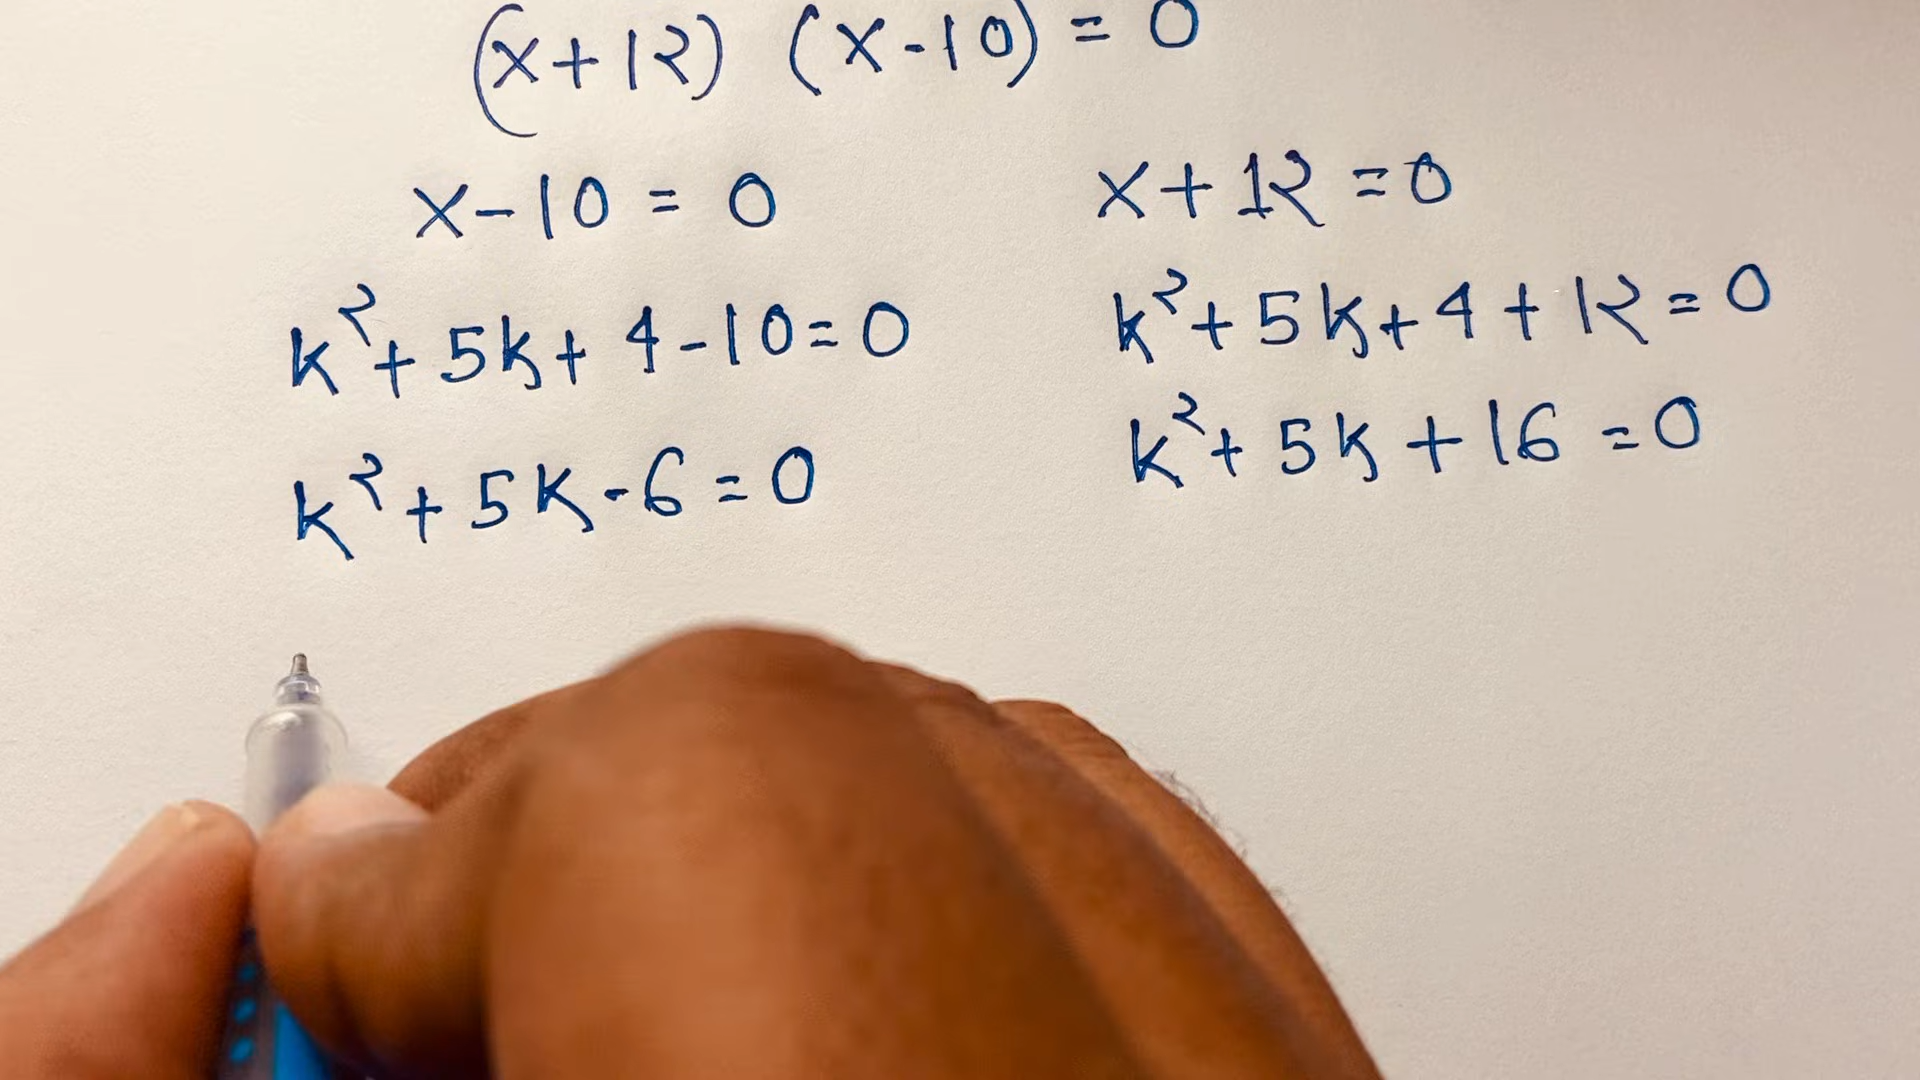 (x+12) (x-10) = 0
x-10 = 0
x+12=0
k²+5k+4-10=0
k²+5k+4+12=0
k²+5k-6=0
k²+5k+16=0